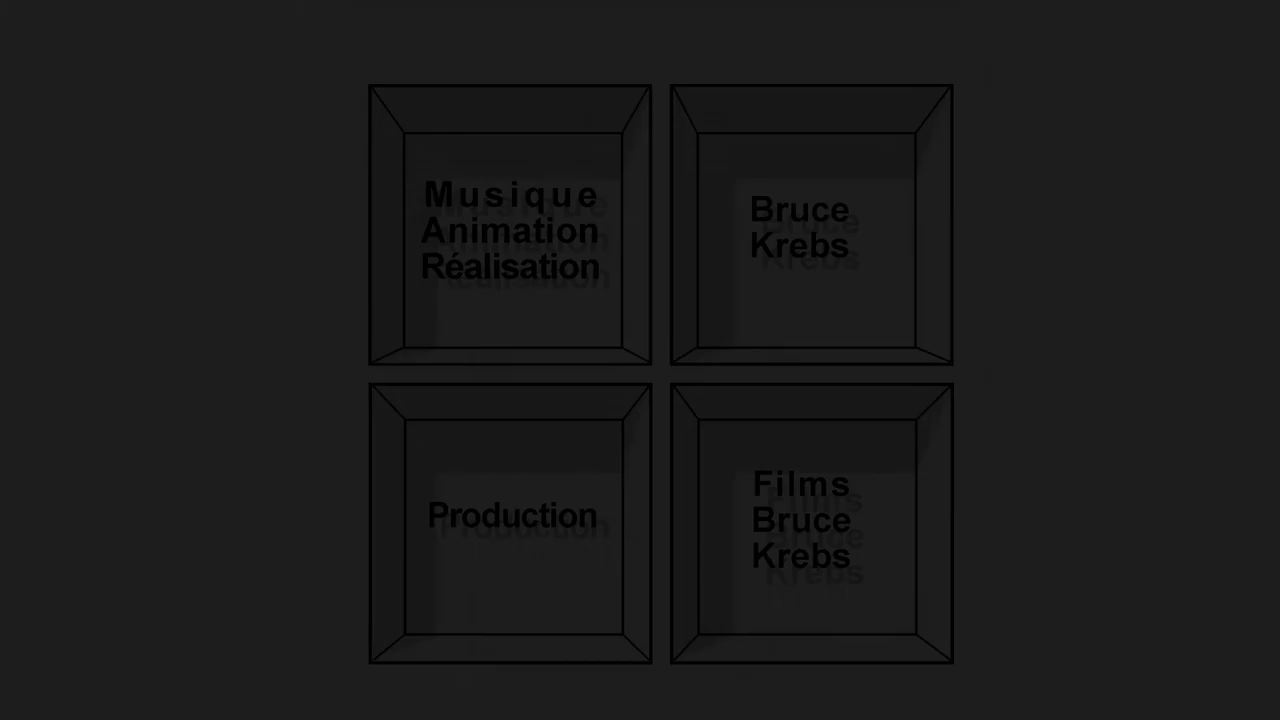 Musique
Animation
Réalisation
Bruce
Krebs
Production
Films
Bruce
Krebs